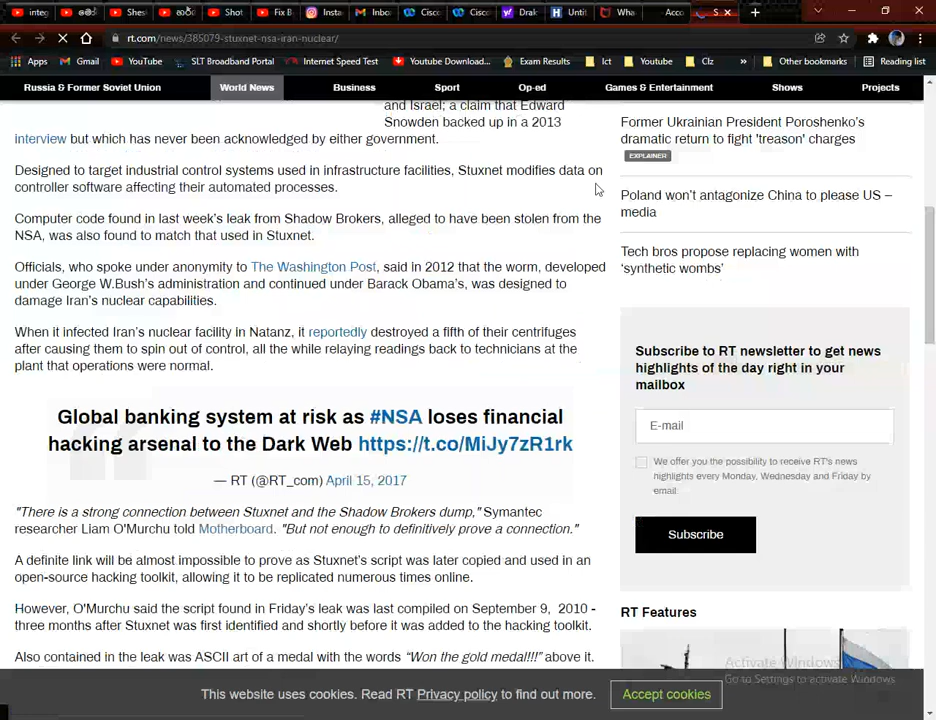 integ
Shot
Fix B
Insta
Inbo
Cisco
Cisco
Drak
Untit
Wha
Acco
S
rt.com/news/385079-stuxnet-nsa-iran-nuclear/
Apps
Gmail
YouTube
SLT Broadband Portal
Internet Speed Test
Youtube Download...
Exam Results
Ict
Youtube
Clz
»
Other bookmarks
Reading list
Russia & Former Soviet Union
World News
Business
Sport
Op-ed
Games & Entertainment
Shows
Projects
and Israel; a claim that Edward
Snowden backed up in a 2013
interview but which has never been acknowledged by either government.
Designed to target industrial control systems used in infrastructure facilities, Stuxnet modifies data on
controller software affecting their automated processes.
Computer code found in last week's leak from Shadow Brokers, alleged to have been stolen from the
NSA, was also found to match that used in Stuxnet.
Officials, who spoke under anonymity to The Washington Post, said in 2012 that the worm, developed
under George W.Bush's administration and continued under Barack Obama's, was designed to
damage Iran's nuclear capabilities.
When it infected Iran's nuclear facility in Natanz, it reportedly destroyed a fifth of their centrifuges
after causing them to spin out of control, all the while relaying readings back to technicians at the
plant that operations were normal.
Global banking system at risk as #NSA loses financial
hacking arsenal to the Dark Web https://t.co/MiJy7zR1rk
— RT (@RT_com) April 15, 2017
"There is a strong connection between Stuxnet and the Shadow Brokers dump," Symantec
researcher Liam O'Murchu told Motherboard. "But not enough to definitively prove a connection."
A definite link will be almost impossible to prove as Stuxnet's script was later copied and used in an
open-source hacking toolkit, allowing it to be replicated numerous times online.
However, O'Murchu said the script found in Friday's leak was last compiled on September 9, 2010 -
three months after Stuxnet was first identified and shortly before it was added to the hacking toolkit.
Also contained in the leak was ASCII art of a medal with the words "Won the gold medal!!!" above it.
Former Ukrainian President Poroshenko's
dramatic return to fight 'treason' charges
EXPLAINER
Poland won't antagonize China to please US –
media
Tech bros propose replacing women with
'synthetic wombs'
Subscribe to RT newsletter to get news
highlights of the day right in your
mailbox
E-mail
We offer you the possibility to receive RT's news
highlights every Monday, Wednesday and Friday by
email
Subscribe
RT Features
Activate Windows
Go to Settings to activate Windows
This website uses cookies. Read RT Privacy policy to find out more.
Accept cookies